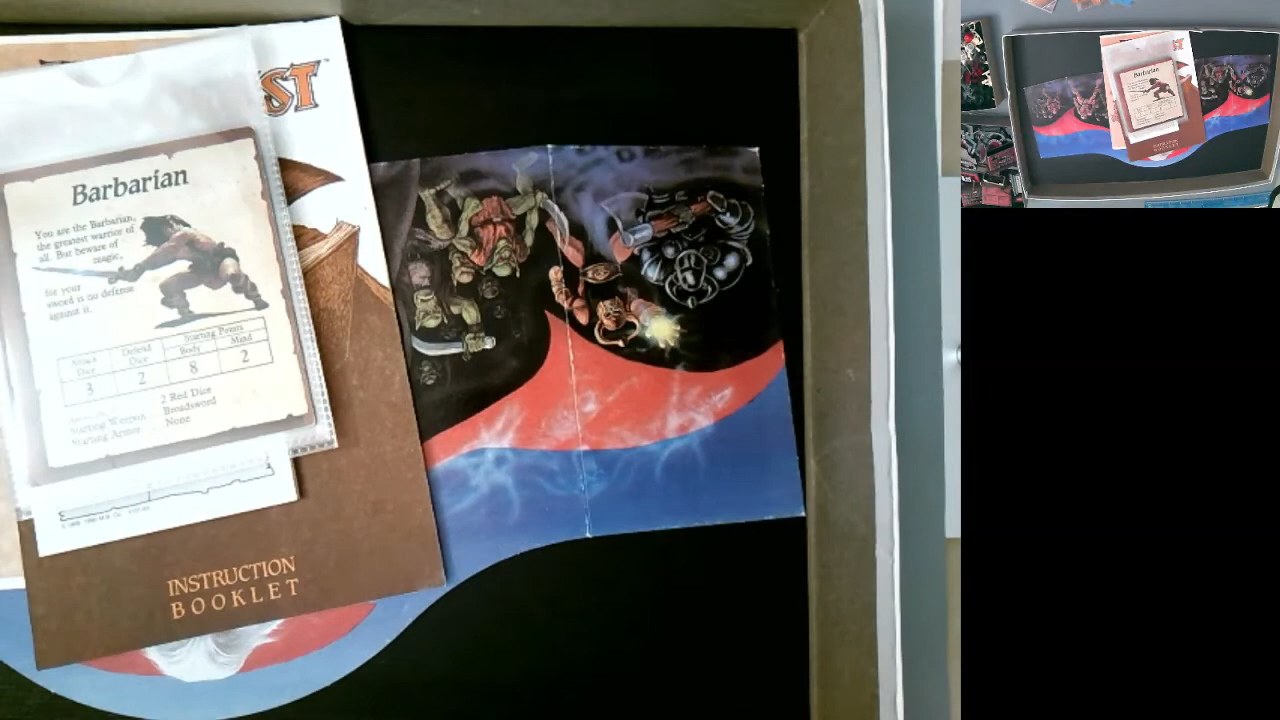 ST™
Barbarian
You are the Barbarian,
the greatest warrior of
all. But beware of
magic,
for your
sword is no defense
against it.
Attack Dice
Defend Dice
Starting Points
Body
Mind
3 2 8 2
2 Red Dice
Starting Weapon Broadsword
Starting Armor None
INSTRUCTION
BOOKLET
Barbarian